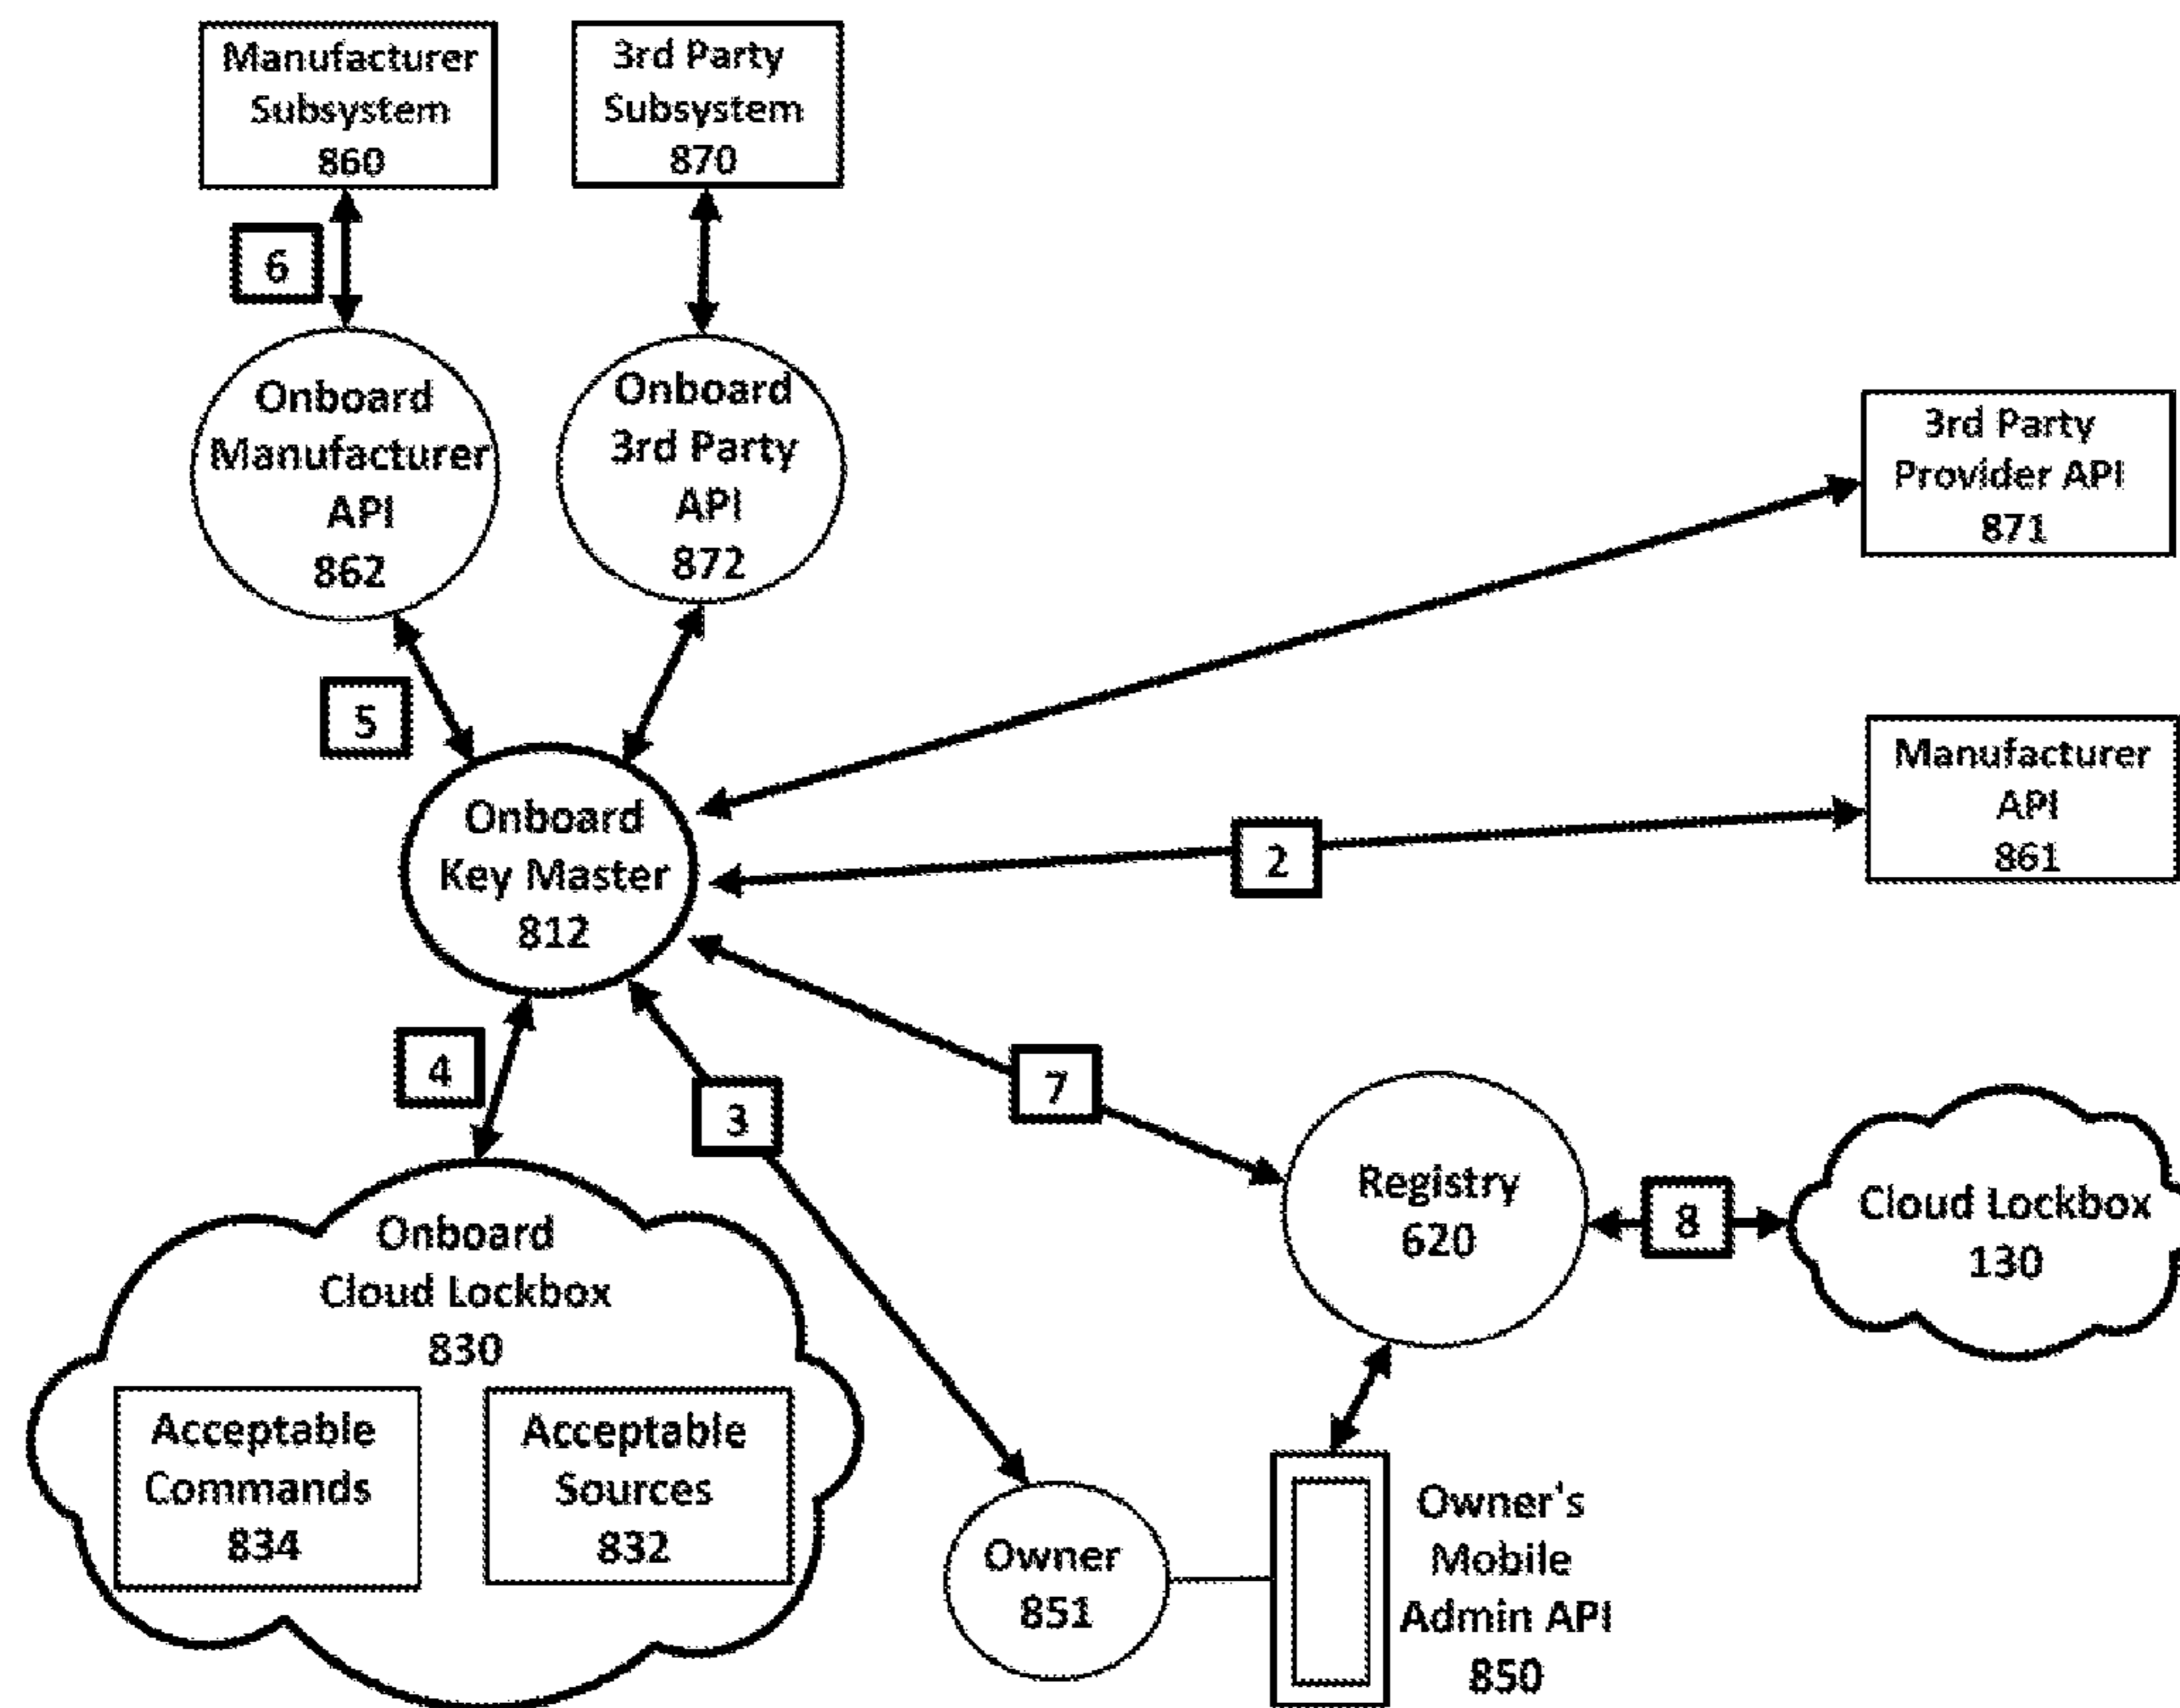 Manufacturer
Subsystem
860
3rd Party
Subsystem
870
6
Onboard
Manufacturer
API
862
Onboard
3rd Party
API
872
3rd Party
Provider API
871
5
Manufacturer
API
861
Onboard
Key Master
812
2
4
3
7
Registry
620
8
Cloud Lockbox
130
Onboard
Cloud Lockbox
830
Acceptable
Commands
834
Acceptable
Sources
832
Owner
851
Owner's
Mobile
Admin API
850